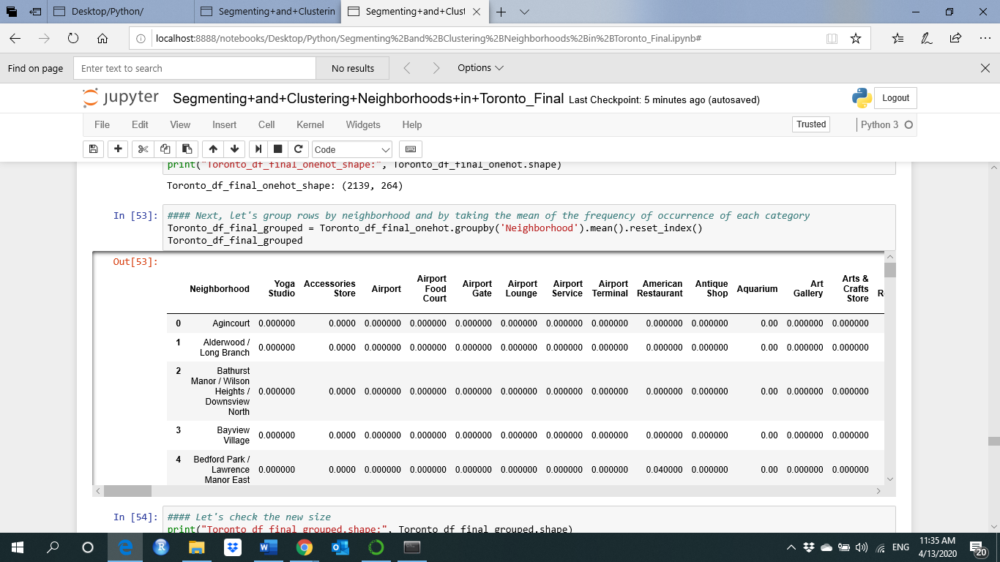 Desktop/Python/
Segmenting+and+Clusterin
Segmenting+and+Clust
localhost:8888/notebooks/Desktop/Python/Segmenting%2Band%2BClustering%2BNeighborhoods%2Bin%2BToronto_Final.ipynb#
Find on page
Enter text to search
No results
Options
jupyter
Segmenting+and+Clustering+Neighborhoods+in+Toronto_Final Last Checkpoint: 5 minutes ago (autosaved)
Logout
File Edit View Insert Cell Kernel Widgets Help
Trusted
Python 3
Code
print("Toronto_df_final_onehot_shape:", Toronto_df_final_onehot.shape)
Toronto_df_final_onehot_shape: (2139, 264)
In [53]: #### Next, let's group rows by neighborhood and by taking the mean of the frequency of occurrence of each category
Toronto_df_final_grouped = Toronto_df_final_onehot.groupby('Neighborhood').mean().reset_index()
Toronto_df_final_grouped
Out[53]:
Neighborhood Yoga Studio Accessories Store Airport Airport Food Court Airport Gate Airport Lounge Airport Service Airport Terminal American Restaurant Antique Shop Aquarium Art Gallery Arts & Crafts Store R
0 Agincourt 0.000000 0.0000 0.000000 0.000000 0.000000 0.000000 0.000000 0.000000 0.000000 0.000000 0.00 0.000000 0.000000
1 Alderwood / Long Branch 0.000000 0.0000 0.000000 0.000000 0.000000 0.000000 0.000000 0.000000 0.000000 0.000000 0.00 0.000000 0.000000
2 Bathurst Manor / Wilson Heights / Downsview North 0.000000 0.0000 0.000000 0.000000 0.000000 0.000000 0.000000 0.000000 0.000000 0.000000 0.00 0.000000 0.000000
3 Bayview Village 0.000000 0.0000 0.000000 0.000000 0.000000 0.000000 0.000000 0.000000 0.000000 0.000000 0.00 0.000000 0.000000
4 Bedford Park / Lawrence Manor East 0.000000 0.0000 0.000000 0.000000 0.000000 0.000000 0.000000 0.000000 0.040000 0.000000 0.00 0.000000 0.000000
In [54]: #### Let's check the new size
print("Toronto_df_final_grouped.shape:", Toronto_df_final_grouped.shape)
ENG
11:35 AM
4/13/2020
20